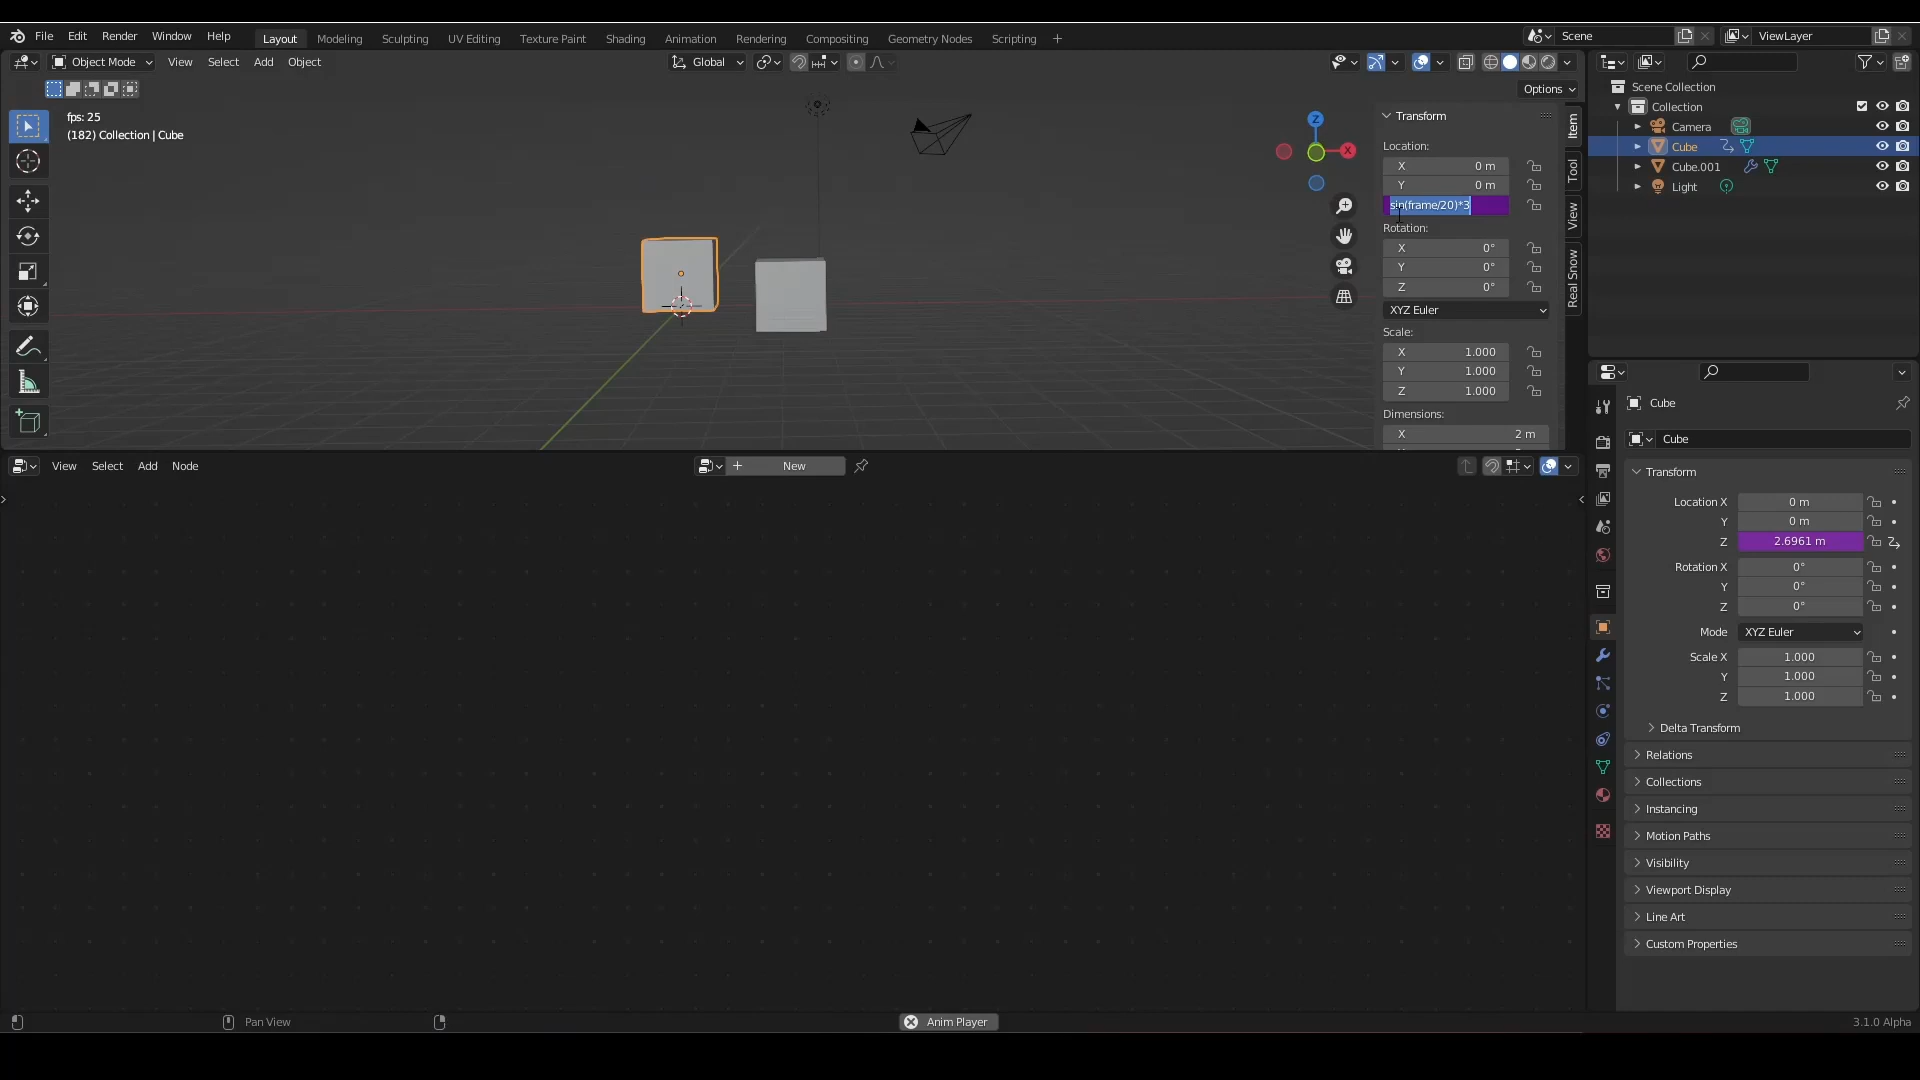 File Edit Render Window Help
Layout Modeling Sculpting UV Editing Texture Paint Shading Animation Rendering Compositing Geometry Nodes Scripting +
Scene
ViewLayer
Object Mode View Select Add Object
Global
Options
fps: 25
(182) Collection | Cube
Z
X
Transform
Location:
X 0 m
Y 0 m
sin(frame/20)*3
Rotation:
X 0°
Y 0°
Z 0°
XYZ Euler
Scale:
X 1.000
Y 1.000
Z 1.000
Dimensions:
X 2 m
Item
Tool
View
Real Snow
Scene Collection
Collection
Camera
Cube
Cube.001
Light
View Select Add Node
+ New
Cube
Cube
Transform
Location X 0 m
Y 0 m
Z 2.6961 m
Rotation X 0°
Y 0°
Z 0°
Mode XYZ Euler
Scale X 1.000
Y 1.000
Z 1.000
Delta Transform
Relations
Collections
Instancing
Motion Paths
Visibility
Viewport Display
Line Art
Custom Properties
Pan View
Anim Player
3.1.0 Alpha